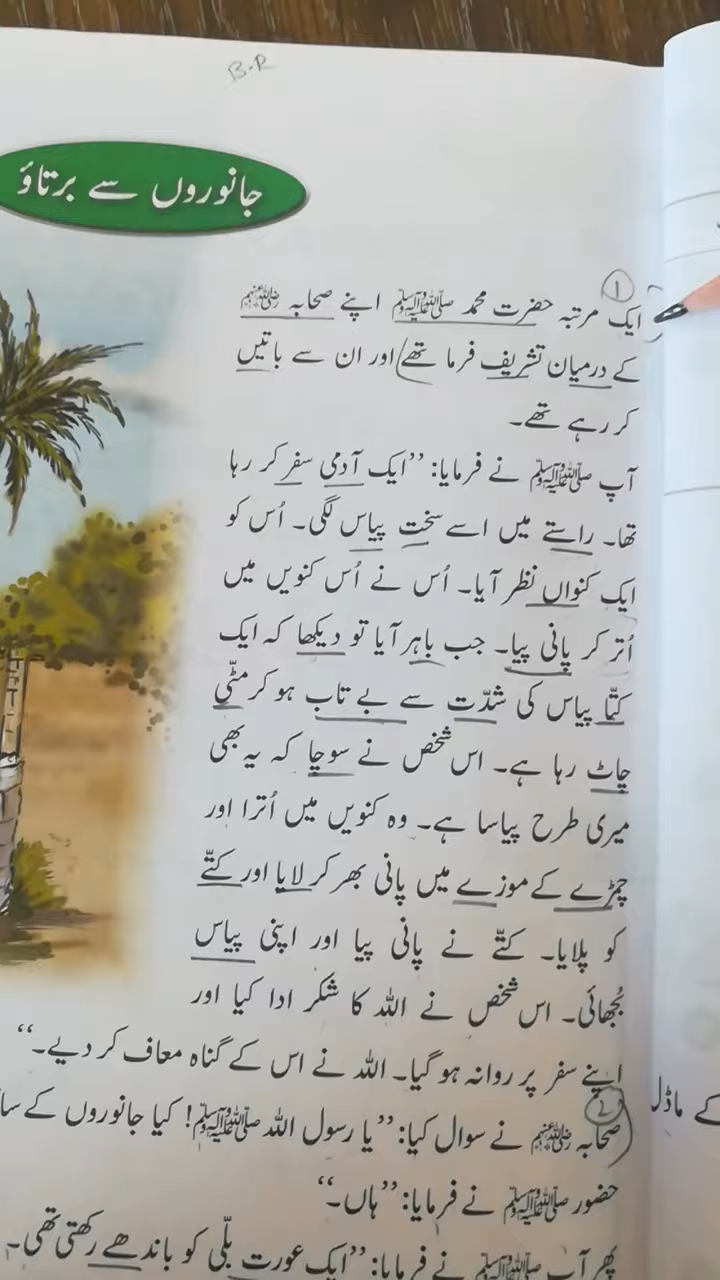 B.R
جانوروں سے برتاؤ
۱
ایک مرتبہ حضرت محمد ﷺ اپنے صحابہ رضی اللہ عنہم
کے درمیان تشریف فرما تھے اور ان سے باتیں
کر رہے تھے۔
آپ ﷺ نے فرمایا: ”ایک آدمی سفر کر رہا
تھا۔ راستے میں اسے سخت پیاس لگی۔ اُس کو
ایک کنواں نظر آیا۔ اُس نے اُس کنویں میں
اُتر کر پانی پیا۔ جب باہر آیا تو دیکھا کہ ایک
کتّا پیاس کی شدّت سے بے تاب ہو کر مٹّی
چاٹ رہا ہے۔ اس شخص نے سوچا کہ یہ بھی
میری طرح پیاسا ہے۔ وہ کنویں میں اُترا اور
چمڑے کے موزے میں پانی بھر کر لایا اور کتّے
کو پلایا۔ کتّے نے پانی پیا اور اپنی پیاس
بُجھائی۔ اس شخص نے اللہ کا شکر ادا کیا اور
اپنے سفر پر روانہ ہو گیا۔ اللہ نے اس کے گناہ معاف کر دیے۔“
2
صحابہ رضی اللہ عنہم نے سوال کیا: ”یا رسول اللہ ﷺ! کیا جانوروں کے
حضور ﷺ نے فرمایا: ”ہاں۔“
پھر آپ ﷺ نے فرمایا: ”ایک عورت بلّی کو باندھے رکھتی تھی۔
کے ماڈل